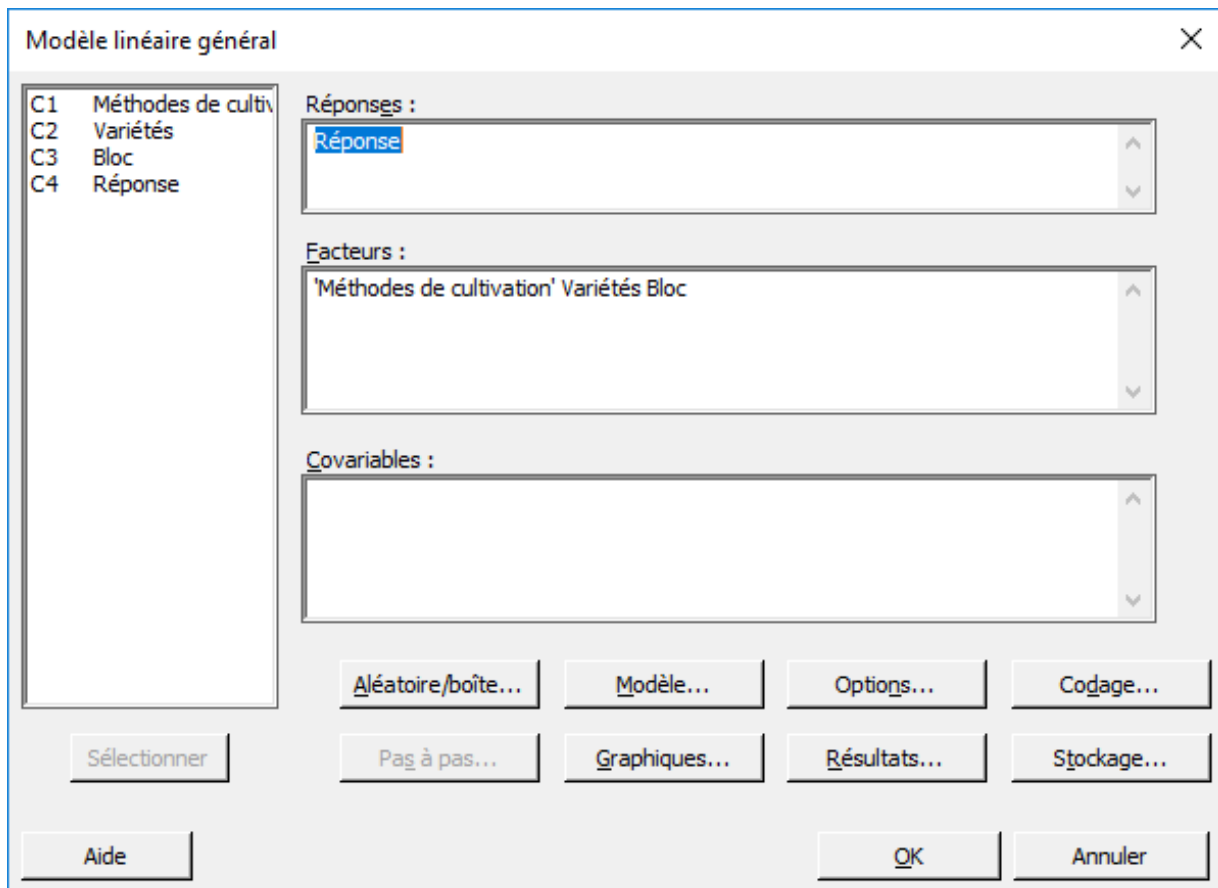 Modèle linéaire général
C1 Méthodes de cultiv
C2 Variétés
C3 Bloc
C4 Réponse
Réponses :
Réponse
Facteurs :
'Méthodes de cultivation' Variétés Bloc
Covariables :
Aléatoire/boîte... Modèle... Options... Codage...
Sélectionner Pas à pas... Graphiques... Résultats... Stockage...
Aide OK Annuler